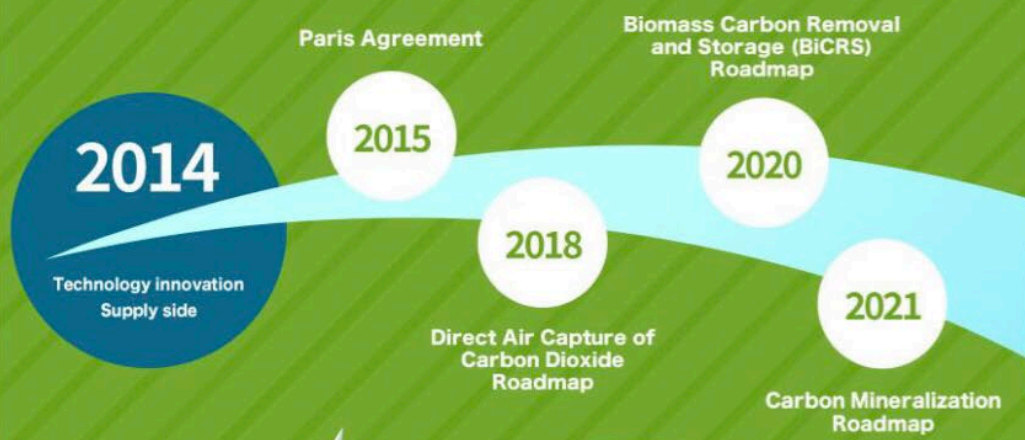 2014
Technology innovation
Supply side
Paris Agreement
2015
2018
Direct Air Capture of
Carbon Dioxide
Roadmap
Biomass Carbon Removal
and Storage (BiCRS)
Roadmap
2020
2021
Carbon Mineralization
Roadmap